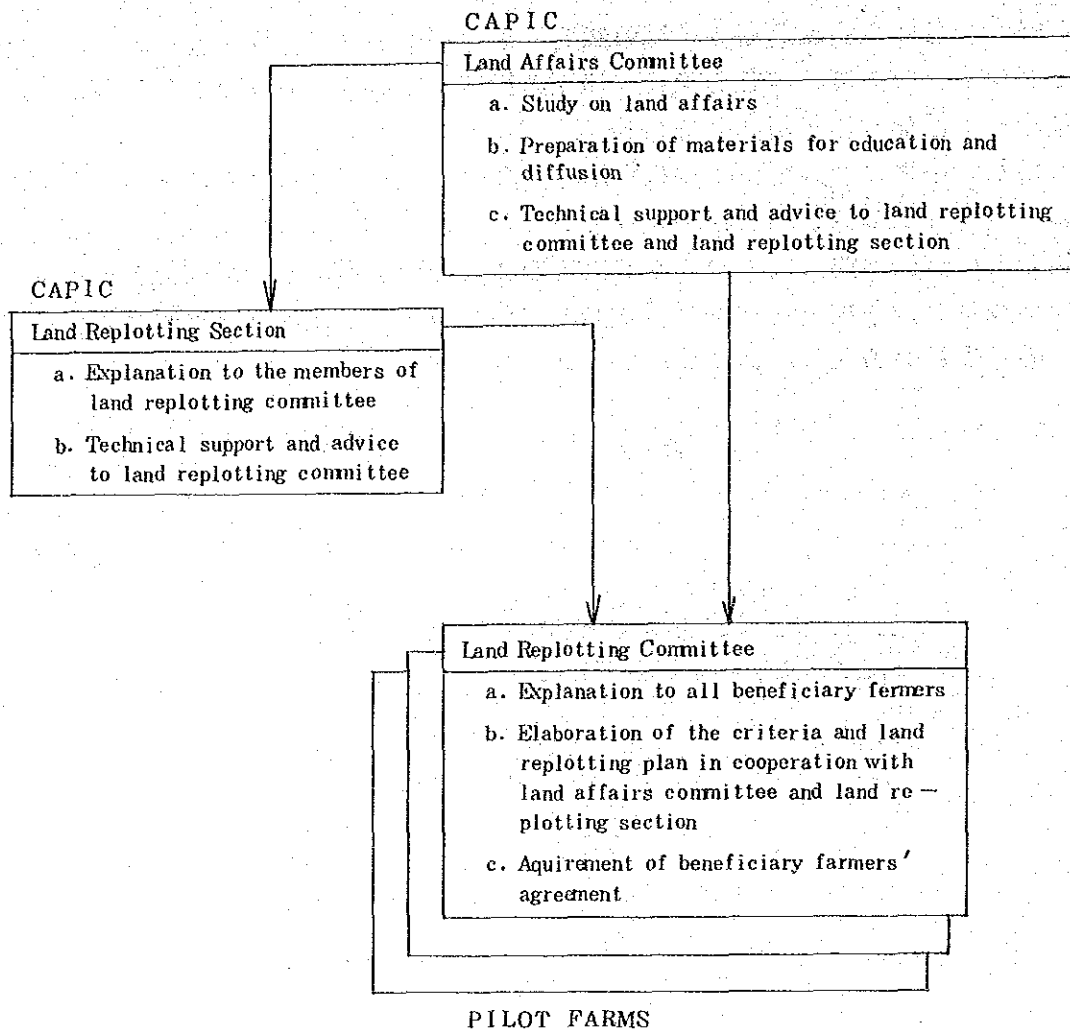 CAPIC
Land Affairs Committee
a. Study on land affairs
b. Preparation of materials for education and
diffusion
c. Technical support and advice to land replotting
committee and land replotting section
CAPIC
Land Replotting Section
a. Explanation to the members of
land replotting committee
b. Technical support and advice
to land replotting committee
Land Replotting Committee
a. Explanation to all beneficiary fermers
b. Elaboration of the criteria and land
replotting plan in cooperation with
land affairs committee and land re-
plotting section
c. Aquirement of beneficiary farmers'
agreement
PILOT FARMS